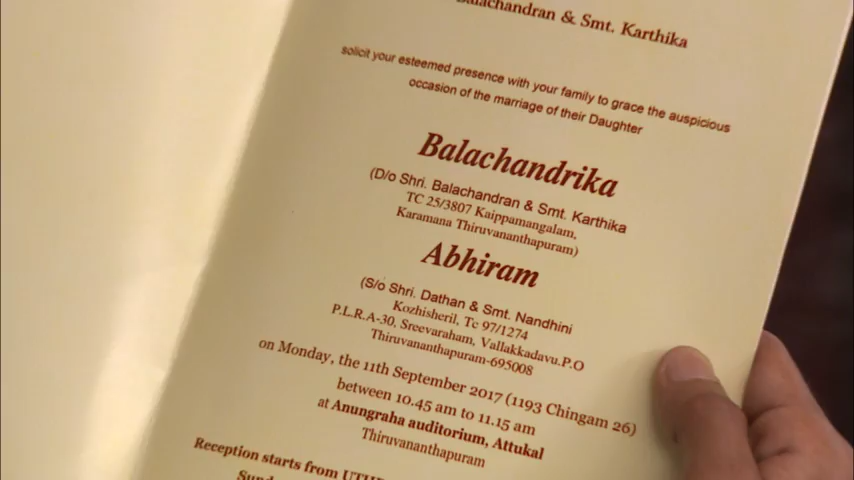 Balachandran & Smt. Karthika
solicit your esteemed presence with your family to grace the auspicious
occasion of the marriage of their Daughter
Balachandrika
(D/o Shri. Balachandran & Smt. Karthika
TC 25/3807 Kaippamangalam,
Karamana Thiruvananthapuram)
Abhiram
(S/o Shri. Dathan & Smt. Nandhini
Kozhisheril, Tc 97/1274
P.L.R.A-30, Sreevaraham, Vallakkadavu.P.O
Thiruvananthapuram-695008
on Monday, the 11th September 2017 (1193 Chingam 26)
between 10.45 am to 11.15 am
at Anungraha auditorium, Attukal
Thiruvananthapuram
Reception starts from